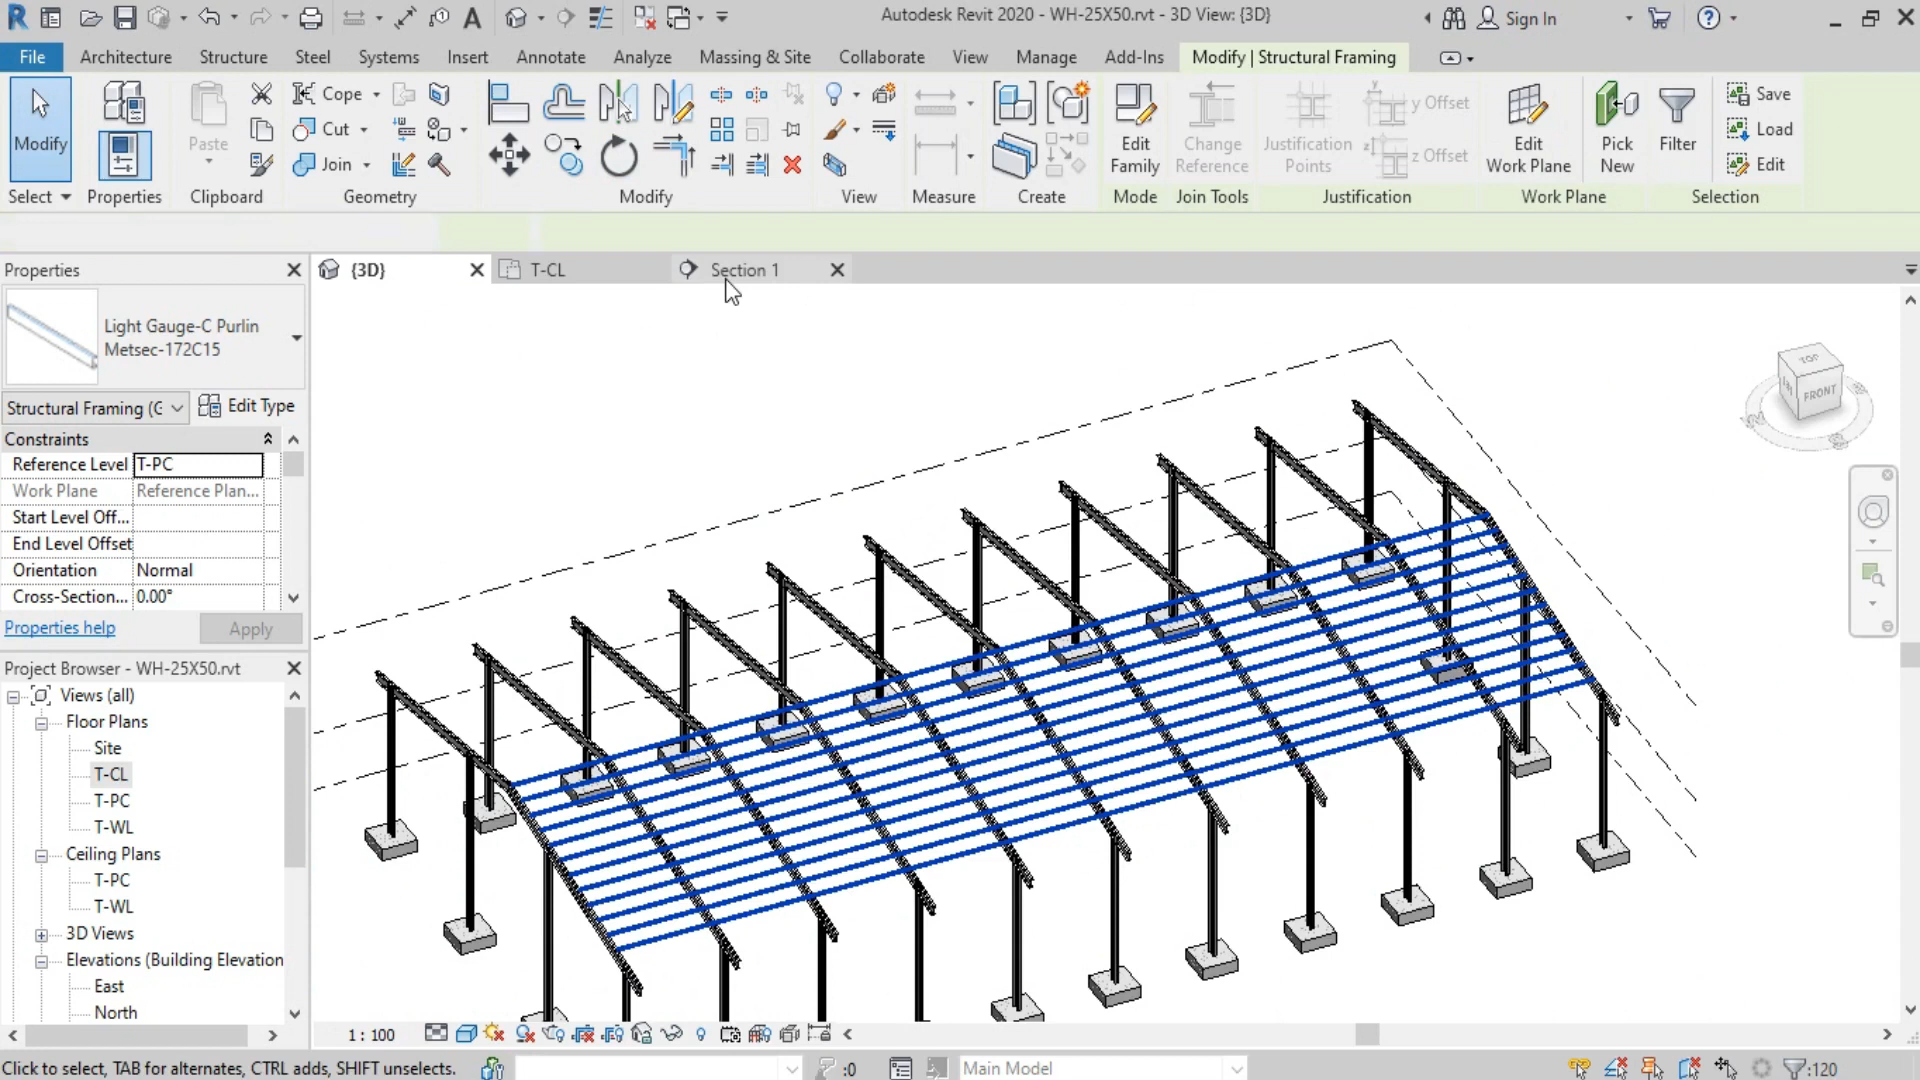 Autodesk Revit 2020 - WH-25X50.rvt - 3D View: {3D}
Sign In
File
Architecture
Structure
Steel
Systems
Insert
Annotate
Analyze
Massing & Site
Collaborate
View
Manage
Add-Ins
Modify | Structural Framing
Modify
Paste
Cope
Cut
Join
Edit
Family
Change
Reference
Justification
Points
y Offset
z Offset
Edit
Work Plane
Pick
New
Filter
Save
Load
Edit
Select
Properties
Clipboard
Geometry
Modify
View
Measure
Create
Mode
Join Tools
Justification
Work Plane
Selection
Properties
{3D}
T-CL
Section 1
Light Gauge-C Purlin
Metsec-172C15
Structural Framing (G
Edit Type
Constraints
Reference Level T-PC
Work Plane Reference Plan...
Start Level Off...
End Level Offset
Orientation Normal
Cross-Section... 0.00°
Properties help
Apply
Project Browser - WH-25X50.rvt
Views (all)
Floor Plans
Site
T-CL
T-PC
T-WL
Ceiling Plans
T-PC
T-WL
3D Views
Elevations (Building Elevation
East
North
TOP
FRONT
1 : 100
Click to select, TAB for alternates, CTRL adds, SHIFT unselects.
:0
Main Model
:120